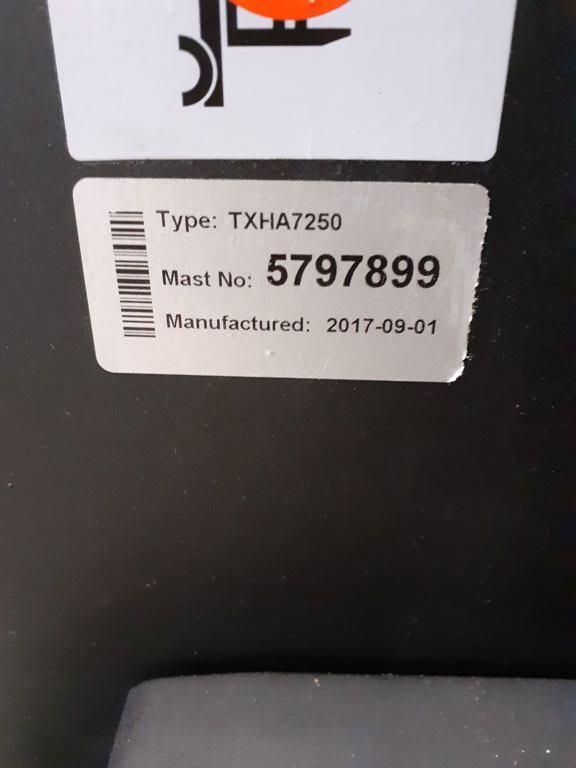 Type: TXHA7250
Mast No: 5797899
Manufactured: 2017-09-01